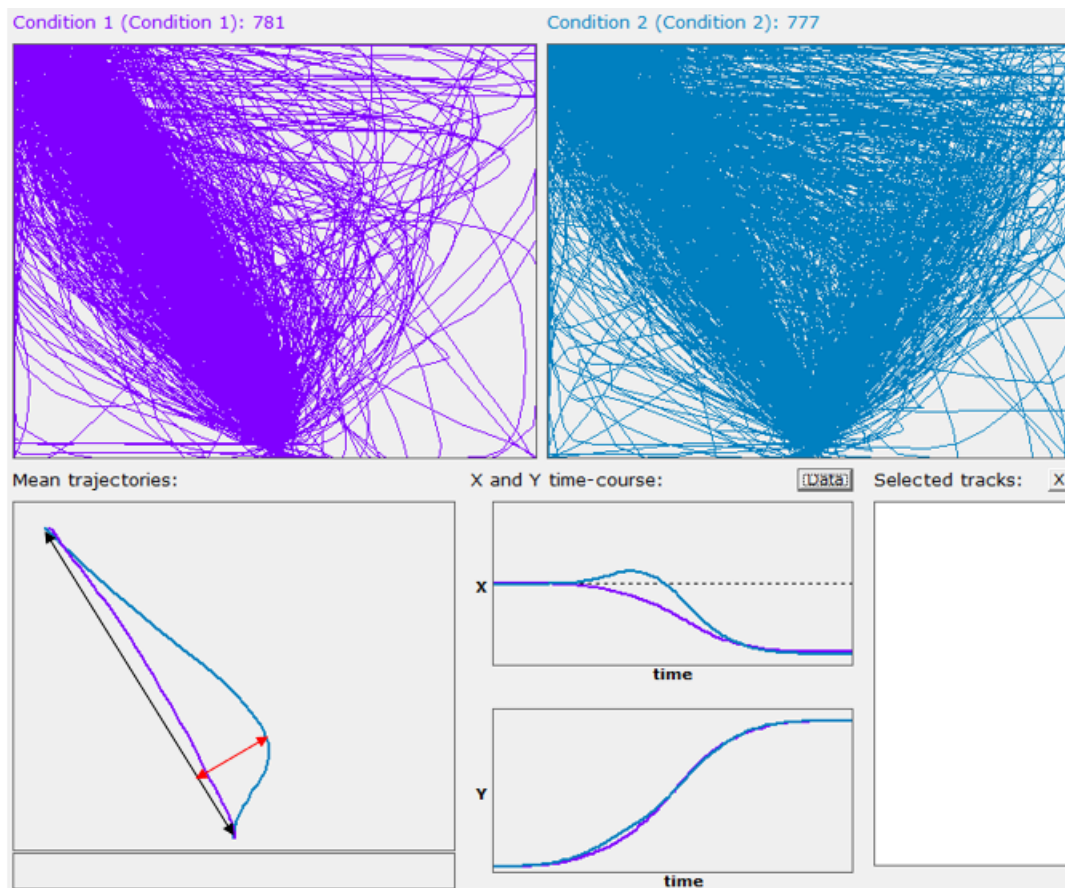 Condition 1 (Condition 1): 781
Condition 2 (Condition 2): 777
Mean trajectories:
X and Y time-course:
Data
Selected tracks:
X
X
time
Y
time